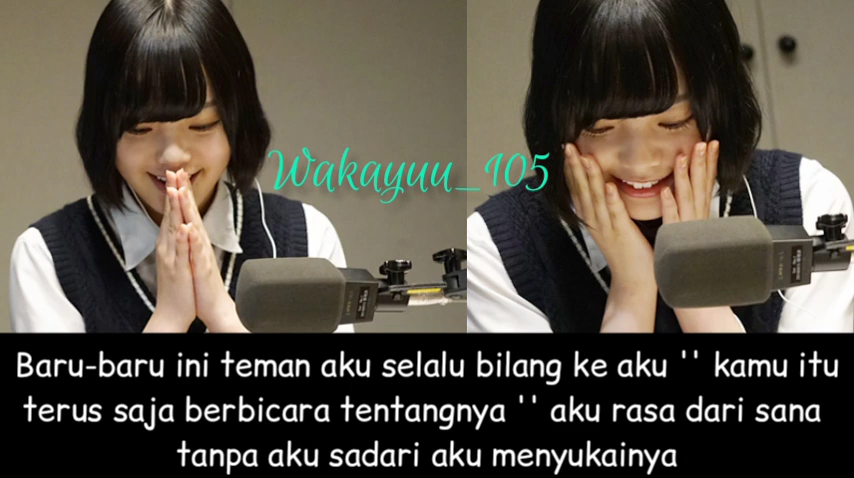 Wakayuu_105
Baru-baru ini teman aku selalu bilang ke aku '' kamu itu
terus saja berbicara tentangnya '' aku rasa dari sana
tanpa aku sadari aku menyukainya